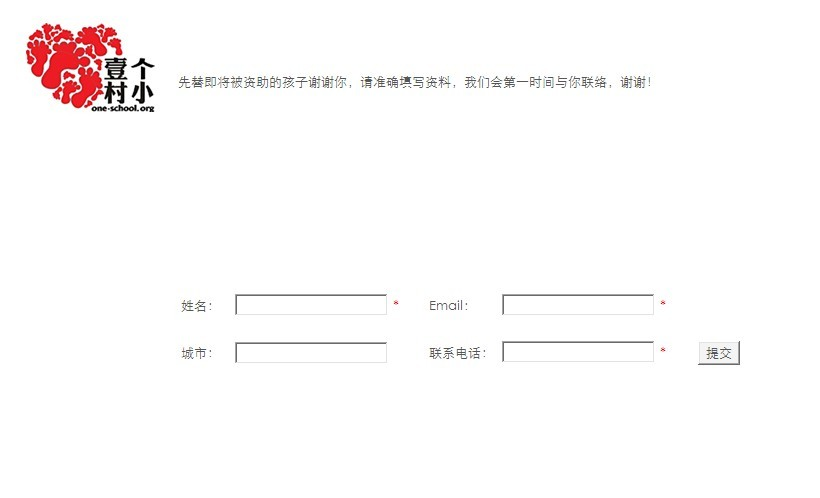 壹个
村小
one-school.org
先替即将被资助的孩子谢谢你，请准确填写资料，我们会第一时间与你联络，谢谢！
姓名： * Email： *
城市： 联系电话： * 提交